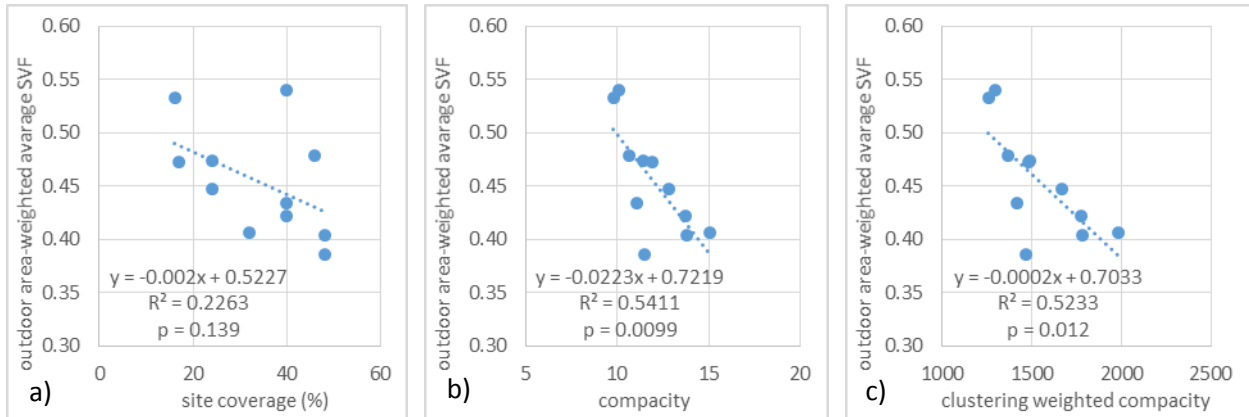 outdoor area-weighted avarage SVF
0.60
0.55
0.50
0.45
0.40
0.35
0.30
y = -0.002x + 0.5227
R² = 0.2263
p = 0.139
0
20
40
60
site coverage (%)
a)
outdoor area-weighted avarage SVF
0.60
0.55
0.50
0.45
0.40
0.35
0.30
y = -0.0223x + 0.7219
R² = 0.5411
p = 0.0099
5
10
15
20
compacity
b)
outdoor area-weighted avarage SVF
0.60
0.55
0.50
0.45
0.40
0.35
0.30
y = -0.0002x + 0.7033
R² = 0.5233
p = 0.012
1000
1500
2000
2500
clustering weighted compacity
c)